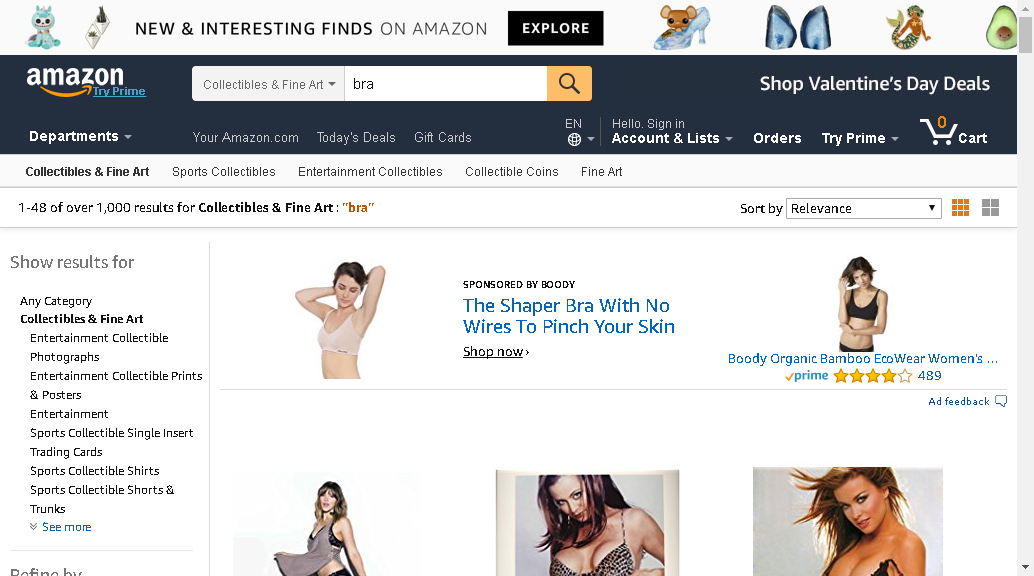 NEW & INTERESTING FINDS ON AMAZON EXPLORE
amazon
Try Prime
Collectibles & Fine Art
bra
Shop Valentine's Day Deals
Departments
Your Amazon.com
Today's Deals
Gift Cards
EN
Hello. Sign in
Account & Lists
Orders
Try Prime
0
Cart
Collectibles & Fine Art
Sports Collectibles
Entertainment Collectibles
Collectible Coins
Fine Art
1-48 of over 1,000 results for Collectibles & Fine Art : "bra"
Sort by Relevance
Show results for
Any Category
Collectibles & Fine Art
Entertainment Collectible
Photographs
Entertainment Collectible Prints
& Posters
Entertainment
Sports Collectible Single Insert
Trading Cards
Sports Collectible Shirts
Sports Collectible Shorts &
Trunks
See more
Refine by
SPONSORED BY BOODY
The Shaper Bra With No
Wires To Pinch Your Skin
Shop now ›
Boody Organic Bamboo EcoWear Women's ...
prime 489
Ad feedback